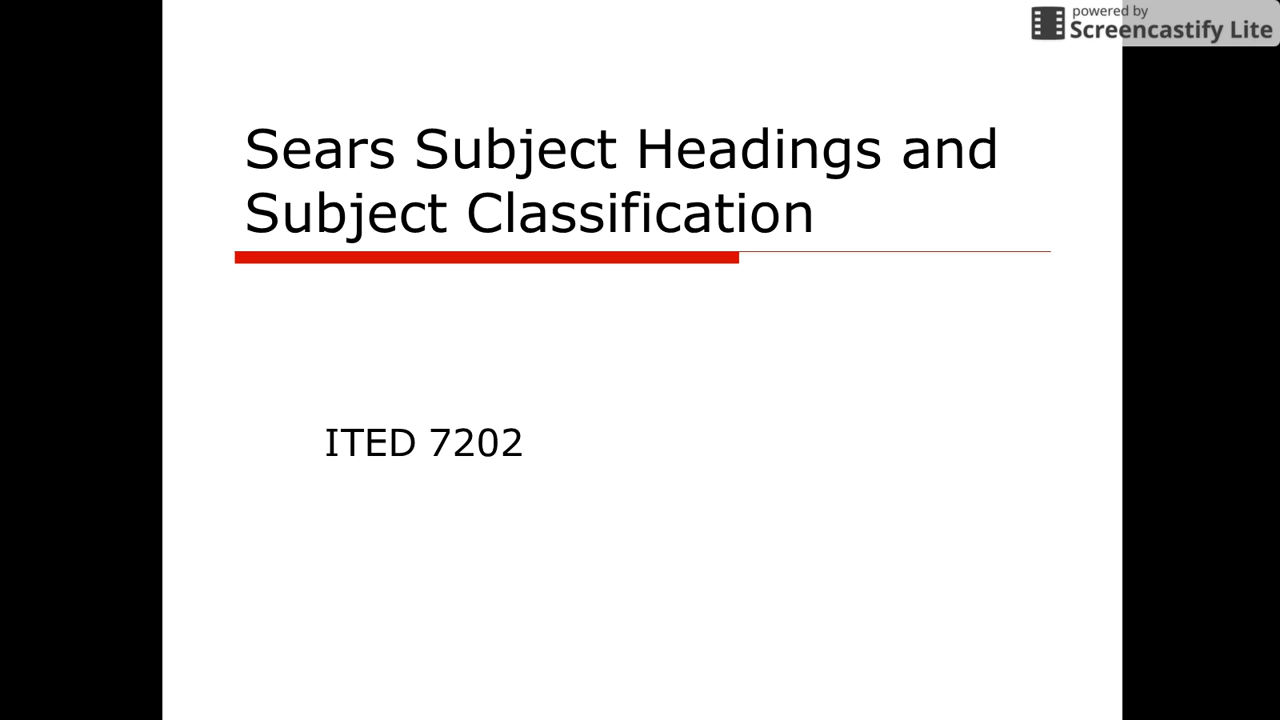 powered by
Screencastify Lite
Sears Subject Headings and
Subject Classification
ITED 7202